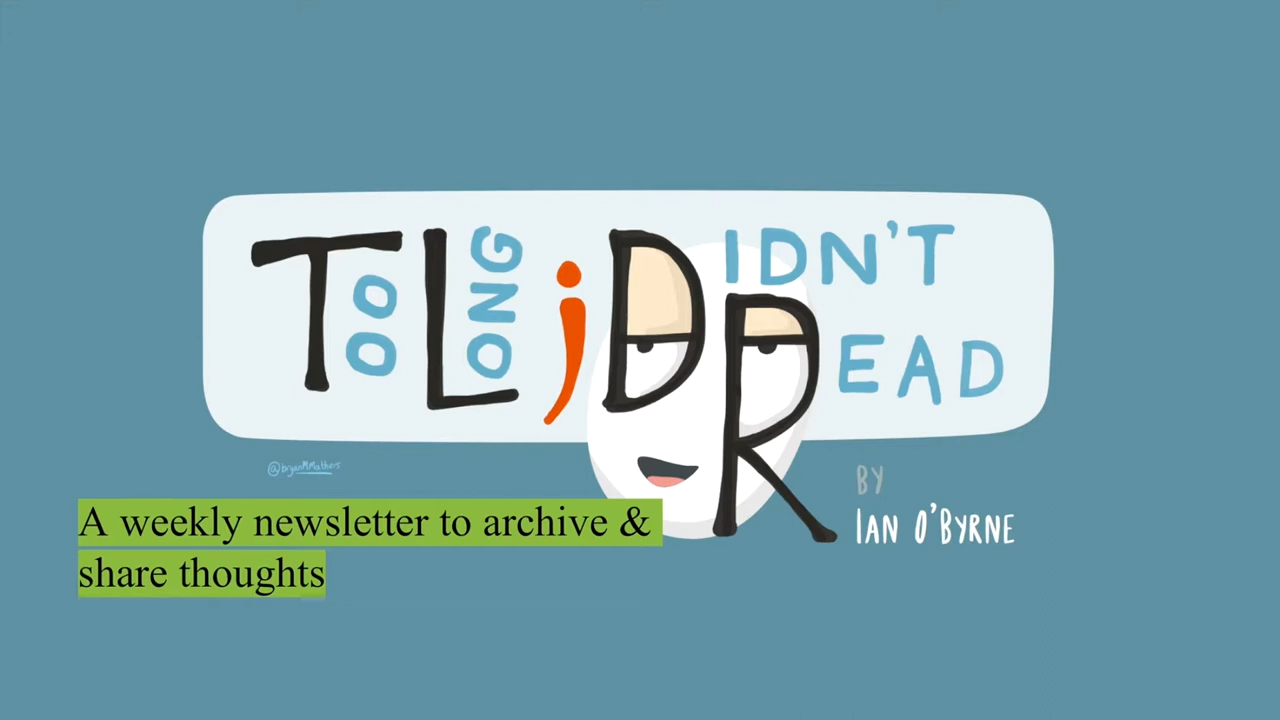 TOO LONG; DIDN'T
READ
@bryanMMathers
BY
IAN O'BYRNE
A weekly newsletter to archive &
share thoughts